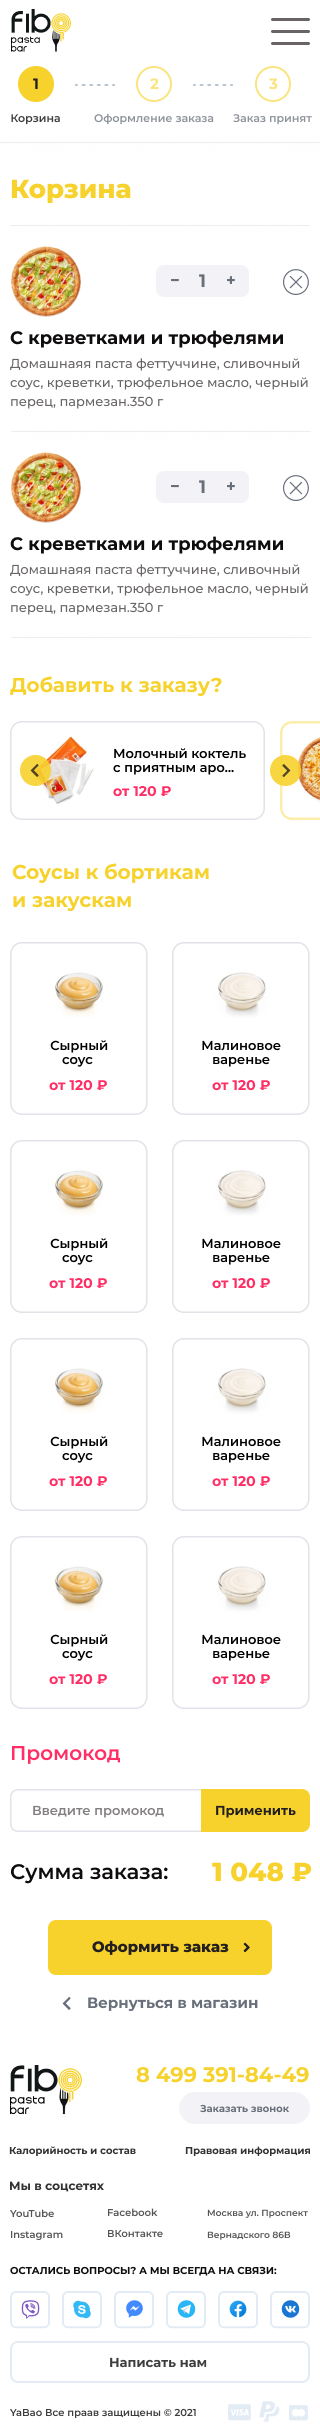 fibo
pasta
bar
1
2
3
Корзина
Оформление заказа
Заказ принят
Корзина
− 1 +
С креветками и трюфелями
Домашнаяя паста феттуччине, сливочный
соус, креветки, трюфельное масло, черный
перец, пармезан.350 г
− 1 +
С креветками и трюфелями
Домашнаяя паста феттуччине, сливочный
соус, креветки, трюфельное масло, черный
перец, пармезан.350 г
Добавить к заказу?
Молочный коктель
с приятным аро...
от 120 ₽
Соусы к бортикам
и закускам
Сырный
соус
от 120 ₽
Малиновое
варенье
от 120 ₽
Сырный
соус
от 120 ₽
Малиновое
варенье
от 120 ₽
Сырный
соус
от 120 ₽
Малиновое
варенье
от 120 ₽
Сырный
соус
от 120 ₽
Малиновое
варенье
от 120 ₽
Промокод
Введите промокод
Применить
Сумма заказа:
1 048 ₽
Оформить заказ
Вернуться в магазин
fibo
pasta
bar
8 499 391-84-49
Заказать звонок
Калорийность и состав
Правовая информация
Мы в соцсетях
YouTube
Facebook
Москва ул. Проспект
Instagram
ВКонтакте
Вернадского 86В
ОСТАЛИСЬ ВОПРОСЫ? А МЫ ВСЕГДА НА СВЯЗИ:
Написать нам
YaBao Все праав защищены © 2021
VISA